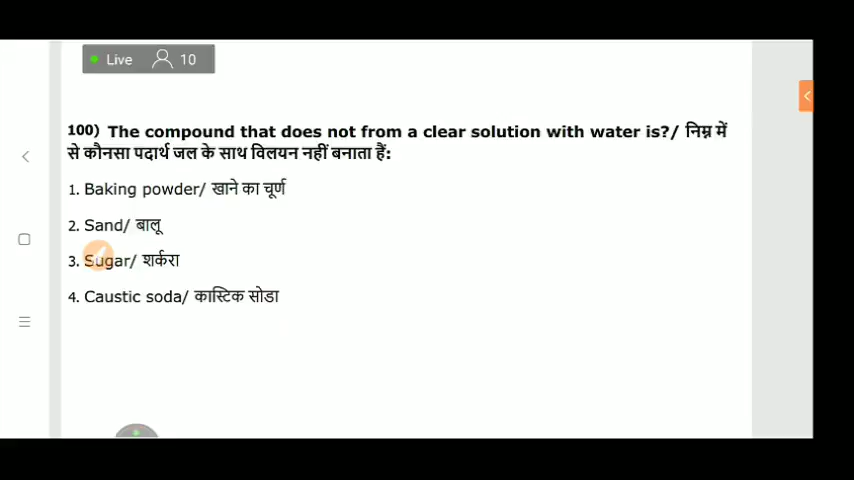 Live 10
100) The compound that does not from a clear solution with water is?/ निम्न में
से कौनसा पदार्थ जल के साथ विलयन नहीं बनाता हैं:
1. Baking powder/ खाने का चूर्ण
2. Sand/ बालू
3. Sugar/ शर्करा
4. Caustic soda/ कास्टिक सोडा